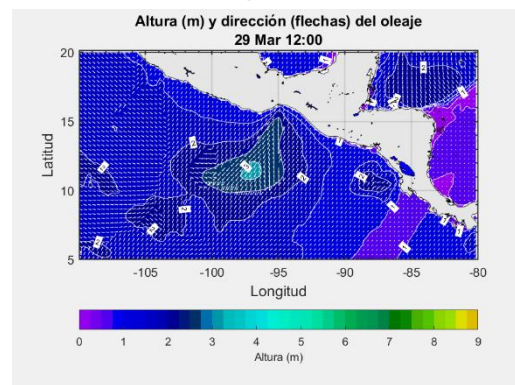 Altura (m) y dirección (flechas) del oleaje
29 Mar 12:00
Latitud
20
15
10
5
-105 -100 -95 -90 -85 -80
Longitud
0 1 2 3 4 5 6 7 8 9
Altura (m)